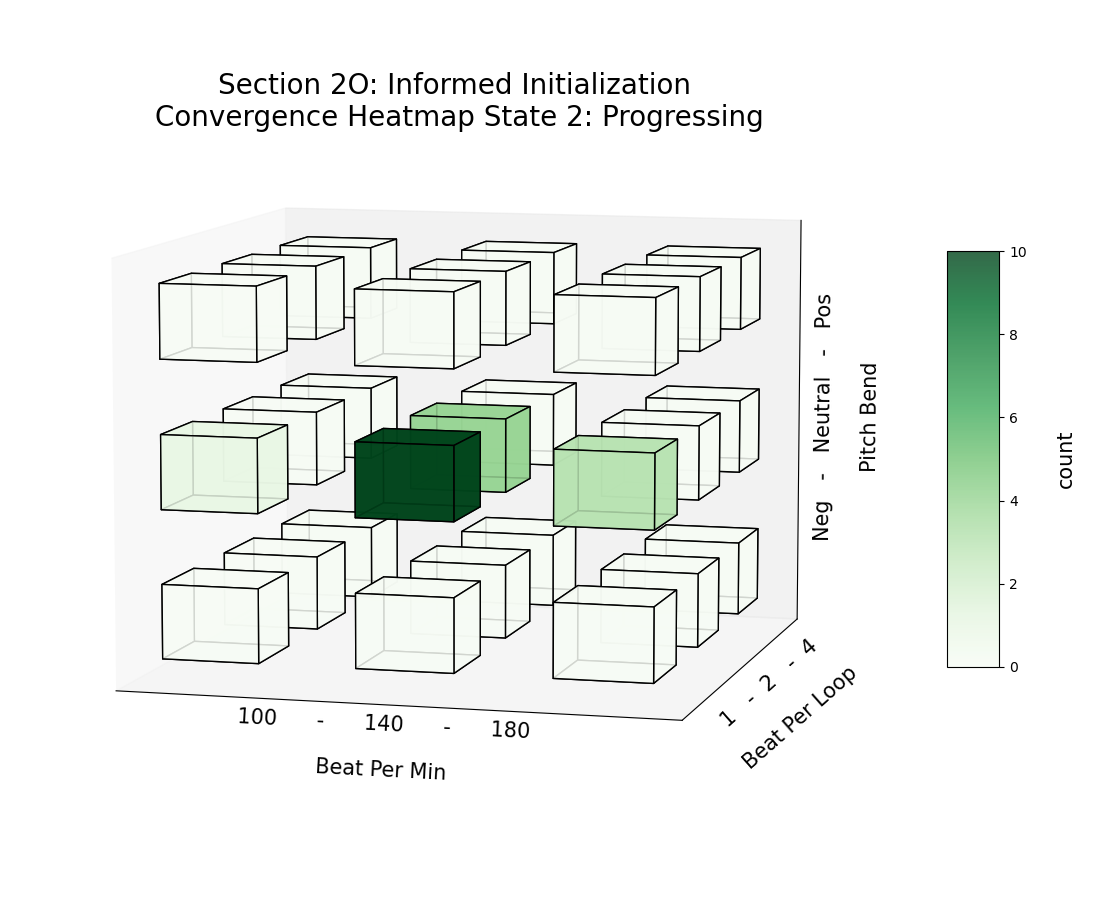 Section 2O: Informed Initialization
Convergence Heatmap State 2: Progressing
Neg - Neutral - Pos
Pitch Bend
100 - 140 - 180
Beat Per Min
1 - 2 - 4
Beat Per Loop
10
8
6
4
2
0
count